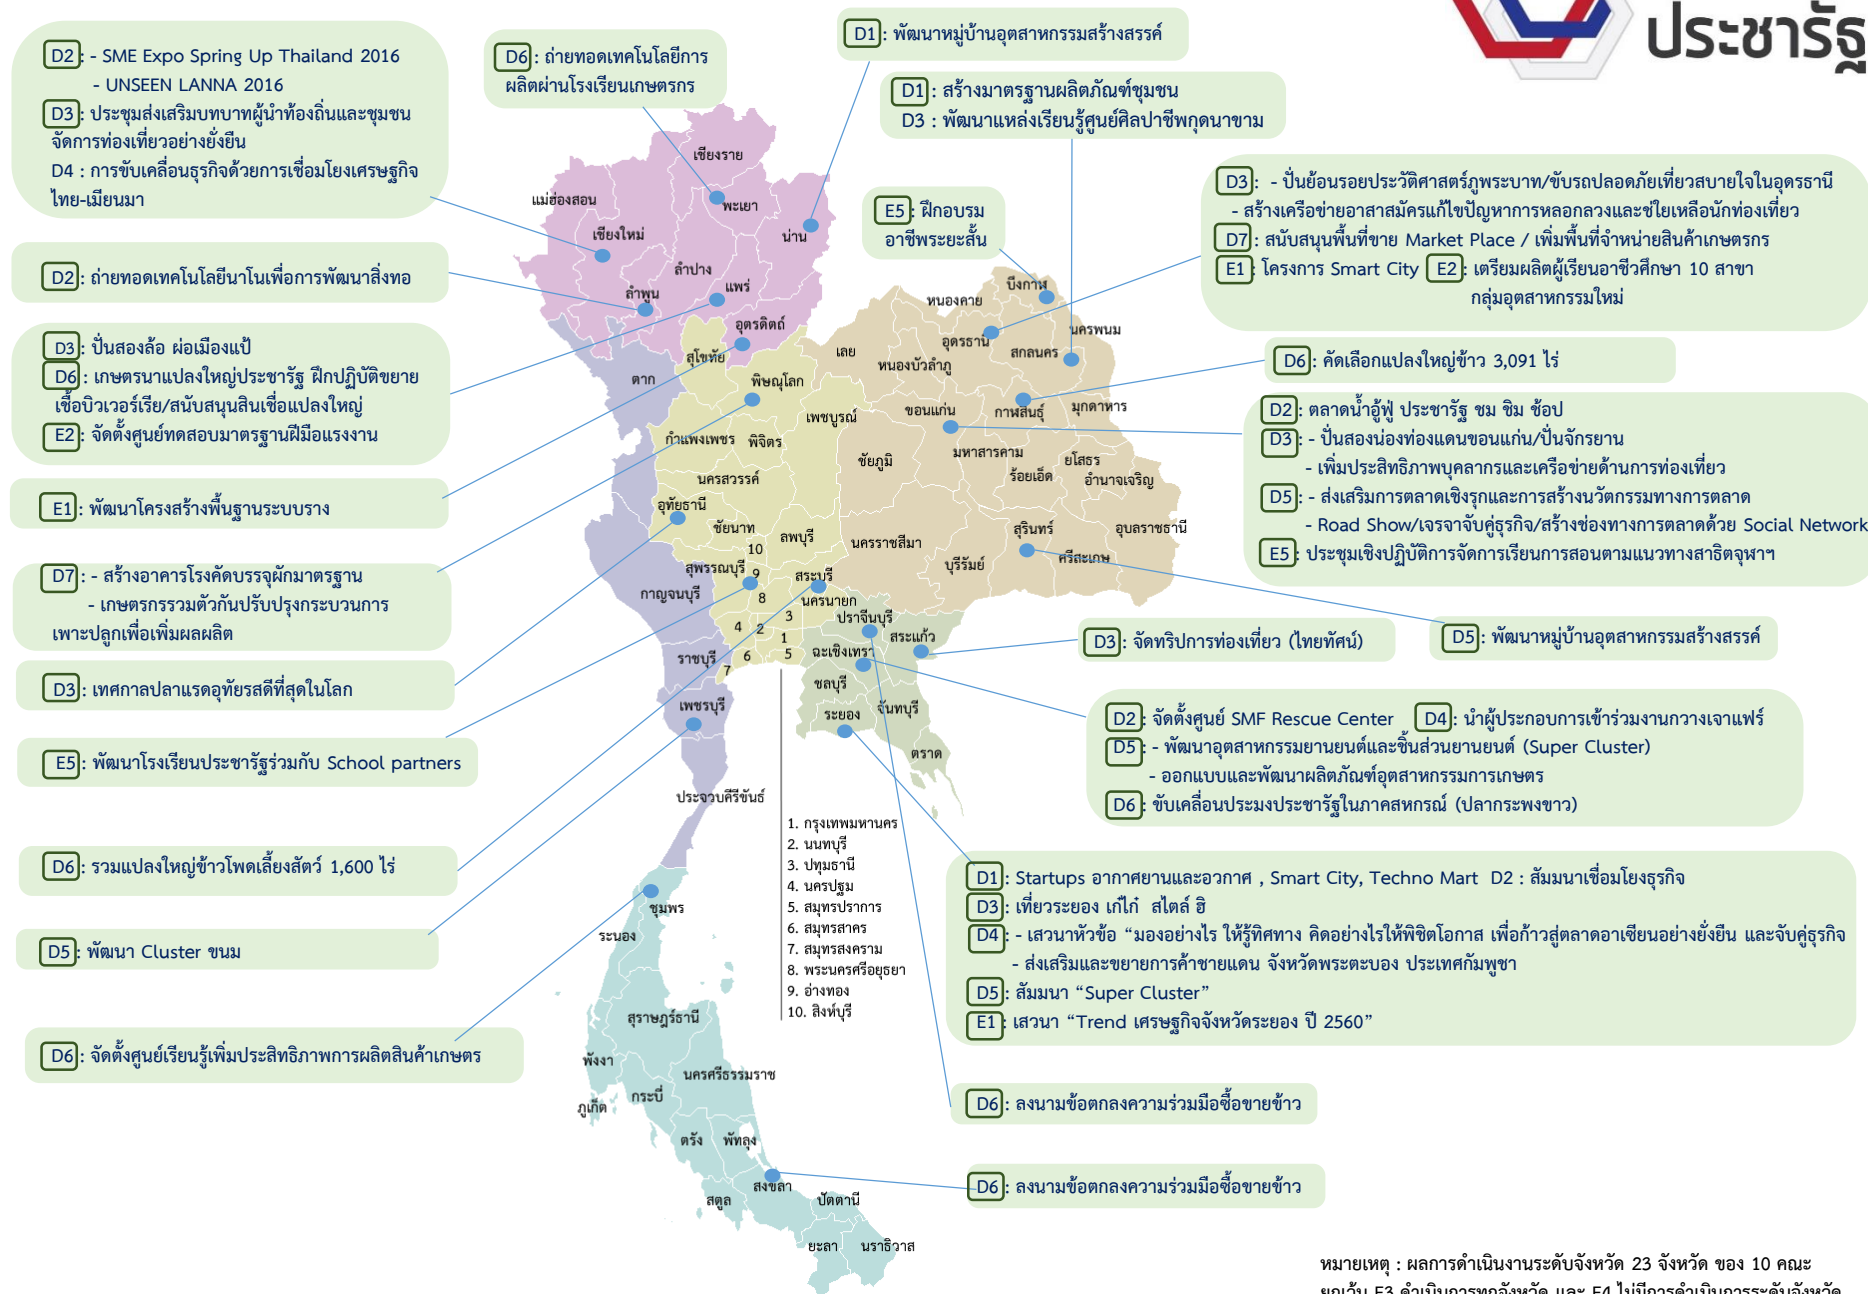 ประชารัฐ
D2 : - SME Expo Spring Up Thailand 2016
- UNSEEN LANNA 2016
D3 : ประชุมส่งเสริมบทบาทผู้นำท้องถิ่นและชุมชน
จัดการท่องเที่ยวอย่างยั่งยืน
D4 : การขับเคลื่อนธุรกิจด้วยการเชื่อมโยงเศรษฐกิจ
ไทย-เมียนมา
D2 : ถ่ายทอดเทคโนโลยีนาโนเพื่อการพัฒนาสิ่งทอ
D3 : ปั่นสองล้อ ผ่อเมืองแป้
D6 : เกษตรนาแปลงใหญ่ประชารัฐ ฝึกปฏิบัติขยาย
เชื้อบิวเวอร์เรีย/สนับสนุนสินเชื่อแปลงใหญ่
E2 : จัดตั้งศูนย์ทดสอบมาตรฐานฝีมือแรงงาน
E1 : พัฒนาโครงสร้างพื้นฐานระบบราง
D7 : - สร้างอาคารโรงคัดบรรจุผักมาตรฐาน
- เกษตรกรรวมตัวกันปรับปรุงกระบวนการ
เพาะปลูกเพื่อเพิ่มผลผลิต
D3 : เทศกาลปลาแรดอุทัยรสดีที่สุดในโลก
E5 : พัฒนาโรงเรียนประชารัฐร่วมกับ School partners
D6 : รวมแปลงใหญ่ข้าวโพดเลี้ยงสัตว์ 1,600 ไร่
D5 : พัฒนา Cluster ขนม
D6 : จัดตั้งศูนย์เรียนรู้เพิ่มประสิทธิภาพการผลิตสินค้าเกษตร
D6 : ถ่ายทอดเทคโนโลยีการ
ผลิตผ่านโรงเรียนเกษตรกร
D1 : พัฒนาหมู่บ้านอุตสาหกรรมสร้างสรรค์
D1 : สร้างมาตรฐานผลิตภัณฑ์ชุมชน
D3 : พัฒนาแหล่งเรียนรู้ศูนย์ศิลปาชีพกุดนาขาม
E5 : ฝึกอบรม
อาชีพระยะสั้น
D3 : - ปั่นย้อนรอยประวัติศาสตร์ภูพระบาท/ขับรถปลอดภัยเที่ยวสบายใจในอุดรธานี
- สร้างเครือข่ายอาสาสมัครแก้ไขปัญหาการหลอกลวงและช่วยเหลือนักท่องเที่ยว
D7 : สนับสนุนพื้นที่ขาย Market Place / เพิ่มพื้นที่จำหน่ายสินค้าเกษตรกร
E1 : โครงการ Smart City E2 : เตรียมผลิตผู้เรียนอาชีวศึกษา 10 สาขา
กลุ่มอุตสาหกรรมใหม่
D6 : คัดเลือกแปลงใหญ่ข้าว 3,091 ไร่
D2 : ตลาดน้ำอู้ฟู่ ประชารัฐ ชม ชิม ช้อป
D3 : - ปั่นสองน่องท่องแดนขอนแก่น/ปั่นจักรยาน
- เพิ่มประสิทธิภาพบุคลากรและเครือข่ายด้านการท่องเที่ยว
D5 : - ส่งเสริมการตลาดเชิงรุกและการสร้างนวัตกรรมทางการตลาด
- Road Show/เจรจาจับคู่ธุรกิจ/สร้างช่องทางการตลาดด้วย Social Network
E5 : ประชุมเชิงปฏิบัติการจัดการเรียนการสอนตามแนวทางสาธิตจุฬาฯ
D3 : จัดทริปการท่องเที่ยว (ไทยทัศน์)
D5 : พัฒนาหมู่บ้านอุตสาหกรรมสร้างสรรค์
D2 : จัดตั้งศูนย์ SMF Rescue Center D4 : นำผู้ประกอบการเข้าร่วมงานกวางเจาแฟร์
D5 : - พัฒนาอุตสาหกรรมยานยนต์และชิ้นส่วนยานยนต์ (Super Cluster)
- ออกแบบและพัฒนาผลิตภัณฑ์อุตสาหกรรมการเกษตร
D6 : ขับเคลื่อนประมงประชารัฐในภาคสหกรณ์ (ปลากระพงขาว)
D1 : Startups อากาศยานและอวกาศ , Smart City, Techno Mart D2 : สัมมนาเชื่อมโยงธุรกิจ
D3 : เที่ยวระยอง เก๋ไก๋ สไตล์ ฮิ
D4 : - เสวนาหัวข้อ “มองอย่างไร ให้รู้ทิศทาง คิดอย่างไรให้พิชิตโอกาส เพื่อก้าวสู่ตลาดอาเซียนอย่างยั่งยืน และจับคู่ธุรกิจ
- ส่งเสริมและขยายการค้าชายแดน จังหวัดพระตะบอง ประเทศกัมพูชา
D5 : สัมมนา “Super Cluster”
E1 : เสวนา “Trend เศรษฐกิจจังหวัดระยอง ปี 2560”
D6 : ลงนามข้อตกลงความร่วมมือซื้อขายข้าว
D6 : ลงนามข้อตกลงความร่วมมือซื้อขายข้าว
เชียงราย
แม่ฮ่องสอน
พะเยา
เชียงใหม่
น่าน
ลำปาง
ลำพูน
แพร่
อุตรดิตถ์
สุโขทัย
ตาก
พิษณุโลก
เพชบูรณ์
กำแพงเพชร
พิจิตร
นครสวรรค์
อุทัยธานี
ชัยนาท
ลพบุรี
10
สุพรรณบุรี
9
สระบุรี
8
นครนายก
กาญจนบุรี
3
4
2
1
5
6
7
ราชบุรี
เพชรบุรี
ประจวบคีรีขันธ์
บึงกาฬ
หนองคาย
เลย
อุดรธานี
นครพนม
สกลนคร
หนองบัวลำภู
ขอนแก่น
กาฬสินธุ์
มุกดาหาร
ชัยภูมิ
มหาสารคาม
ร้อยเอ็ด
ยโสธร
อำนาจเจริญ
นครราชสีมา
บุรีรัมย์
สุรินทร์
ศรีสะเกษ
อุบลราชธานี
ปราจีนบุรี
สระแก้ว
ฉะเชิงเทรา
ชลบุรี
ระยอง
จันทบุรี
ตราด
1. กรุงเทพมหานคร
2. นนทบุรี
3. ปทุมธานี
4. นครปฐม
5. สมุทรปราการ
6. สมุทรสาคร
7. สมุทรสงคราม
8. พระนครศรีอยุธยา
9. อ่างทอง
10. สิงห์บุรี
ชุมพร
ระนอง
สุราษฎร์ธานี
พังงา
นครศรีธรรมราช
กระบี่
ภูเก็ต
ตรัง
พัทลุง
สงขลา
สตูล
ปัตตานี
ยะลา
นราธิวาส
หมายเหตุ : ผลการดำเนินงานระดับจังหวัด 23 จังหวัด ของ 10 คณะ
ยกเว้น E3 ดำเนินการทุกจังหวัด และ E4 ไม่มีการดำเนินการระดับจังหวัด